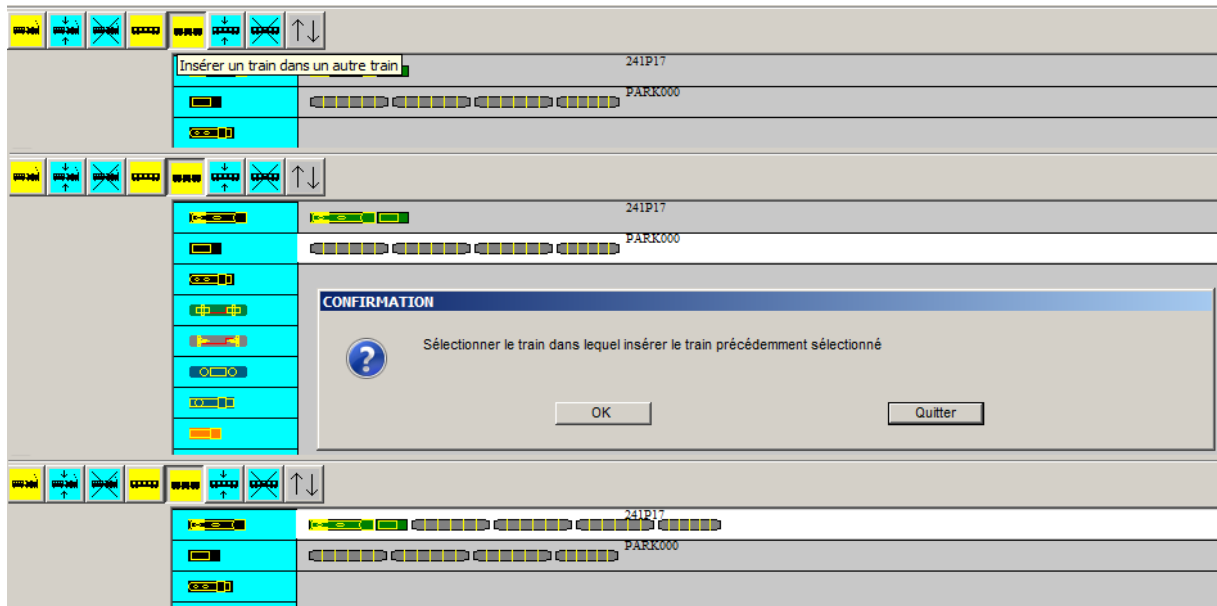 241P17
Insérer un train dans un autre train
PARK000
241P17
PARK000
CONFIRMATION
Sélectionner le train dans lequel insérer le train précédemment sélectionné
OK Quitter
241P17
PARK000